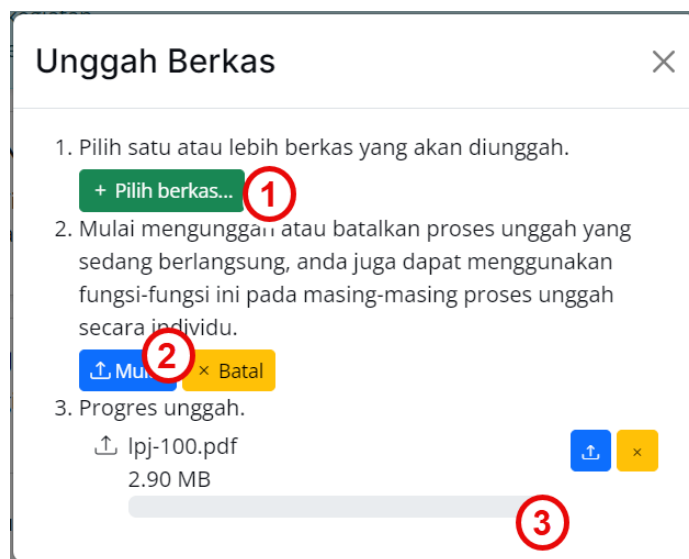 Unggah Berkas
1. Pilih satu atau lebih berkas yang akan diunggah.
+ Pilih berkas...
1
2. Mulai mengunggah atau batalkan proses unggah yang
sedang berlangsung, anda juga dapat menggunakan
fungsi-fungsi ini pada masing-masing proses unggah
secara individu.
2
× Batal
3. Progres unggah.
lpj-100.pdf
2.90 MB
3